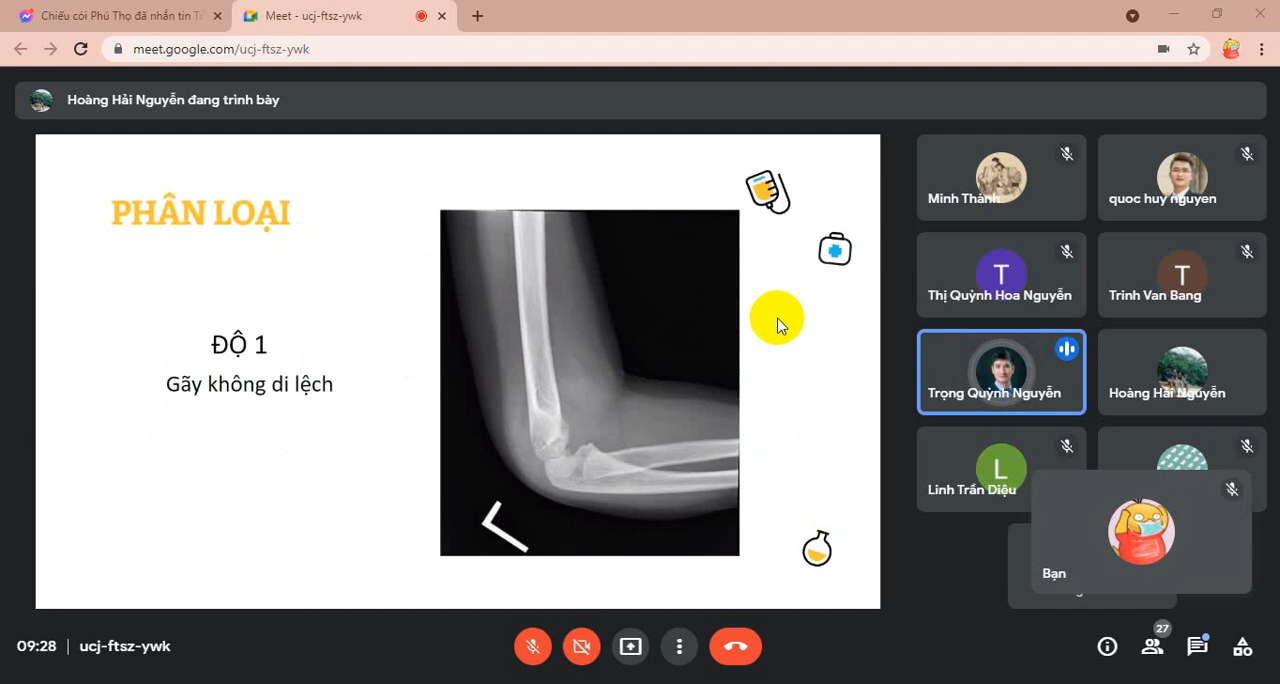 Chiếu cói Phú Thọ đã nhắn tin T
Meet - ucj-ftsz-ywk
meet.google.com/ucj-ftsz-ywk
Hoàng Hải Nguyễn đang trình bày
PHÂN LOẠI
ĐỘ 1
Gãy không di lệch
L
Minh Thành
quoc huy nguyen
T
Thị Quỳnh Hoa Nguyễn
T
Trinh Van Bang
Trọng Quỳnh Nguyễn
Hoàng Hải Nguyễn
L
Linh Trần Diệu
Bạn
09:28 | ucj-ftsz-ywk
27